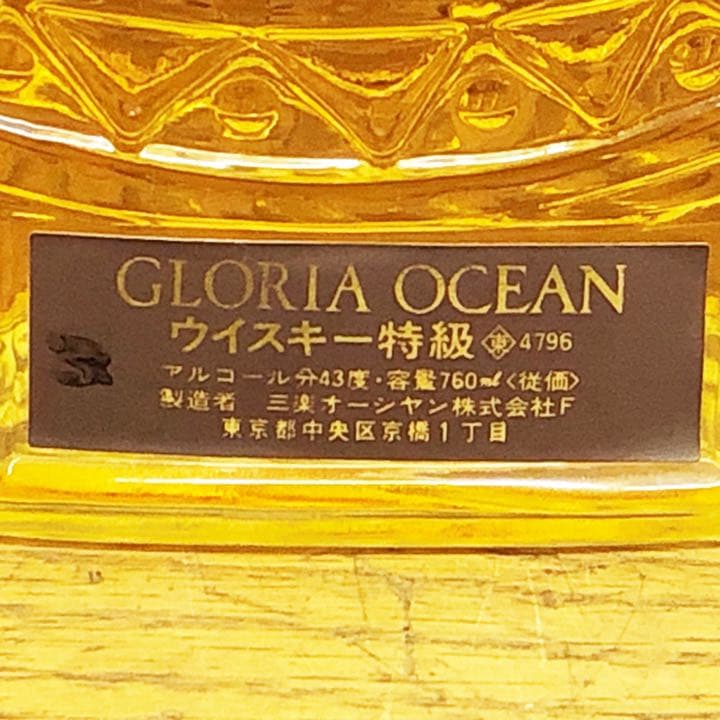 GLORIA OCEAN
ウイスキー特級 東 4796
アルコール分43度・容量760ml〈従価〉
製造者 三楽オーシヤン株式会社F
東京都中央区京橋1丁目